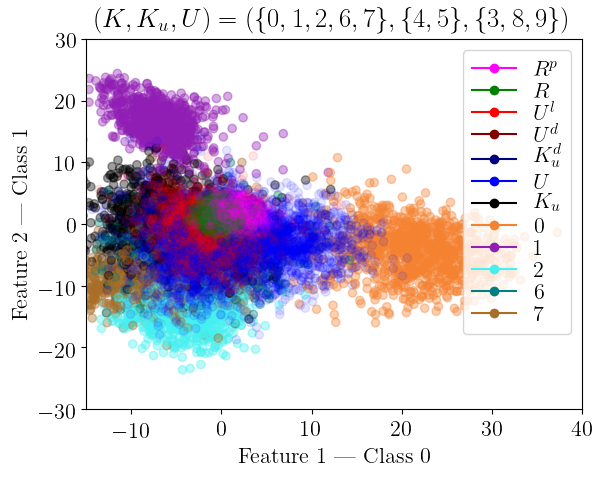 (K, K_u, U) = ({0, 1, 2, 6, 7}, {4, 5}, {3, 8, 9})
30
20
10
0
−10
−20
−30
Feature 2 — Class 1
−10
0
10
20
30
40
Feature 1 — Class 0
R^p
R
U^l
U^d
K_u^d
U
K_u
0
1
2
6
7